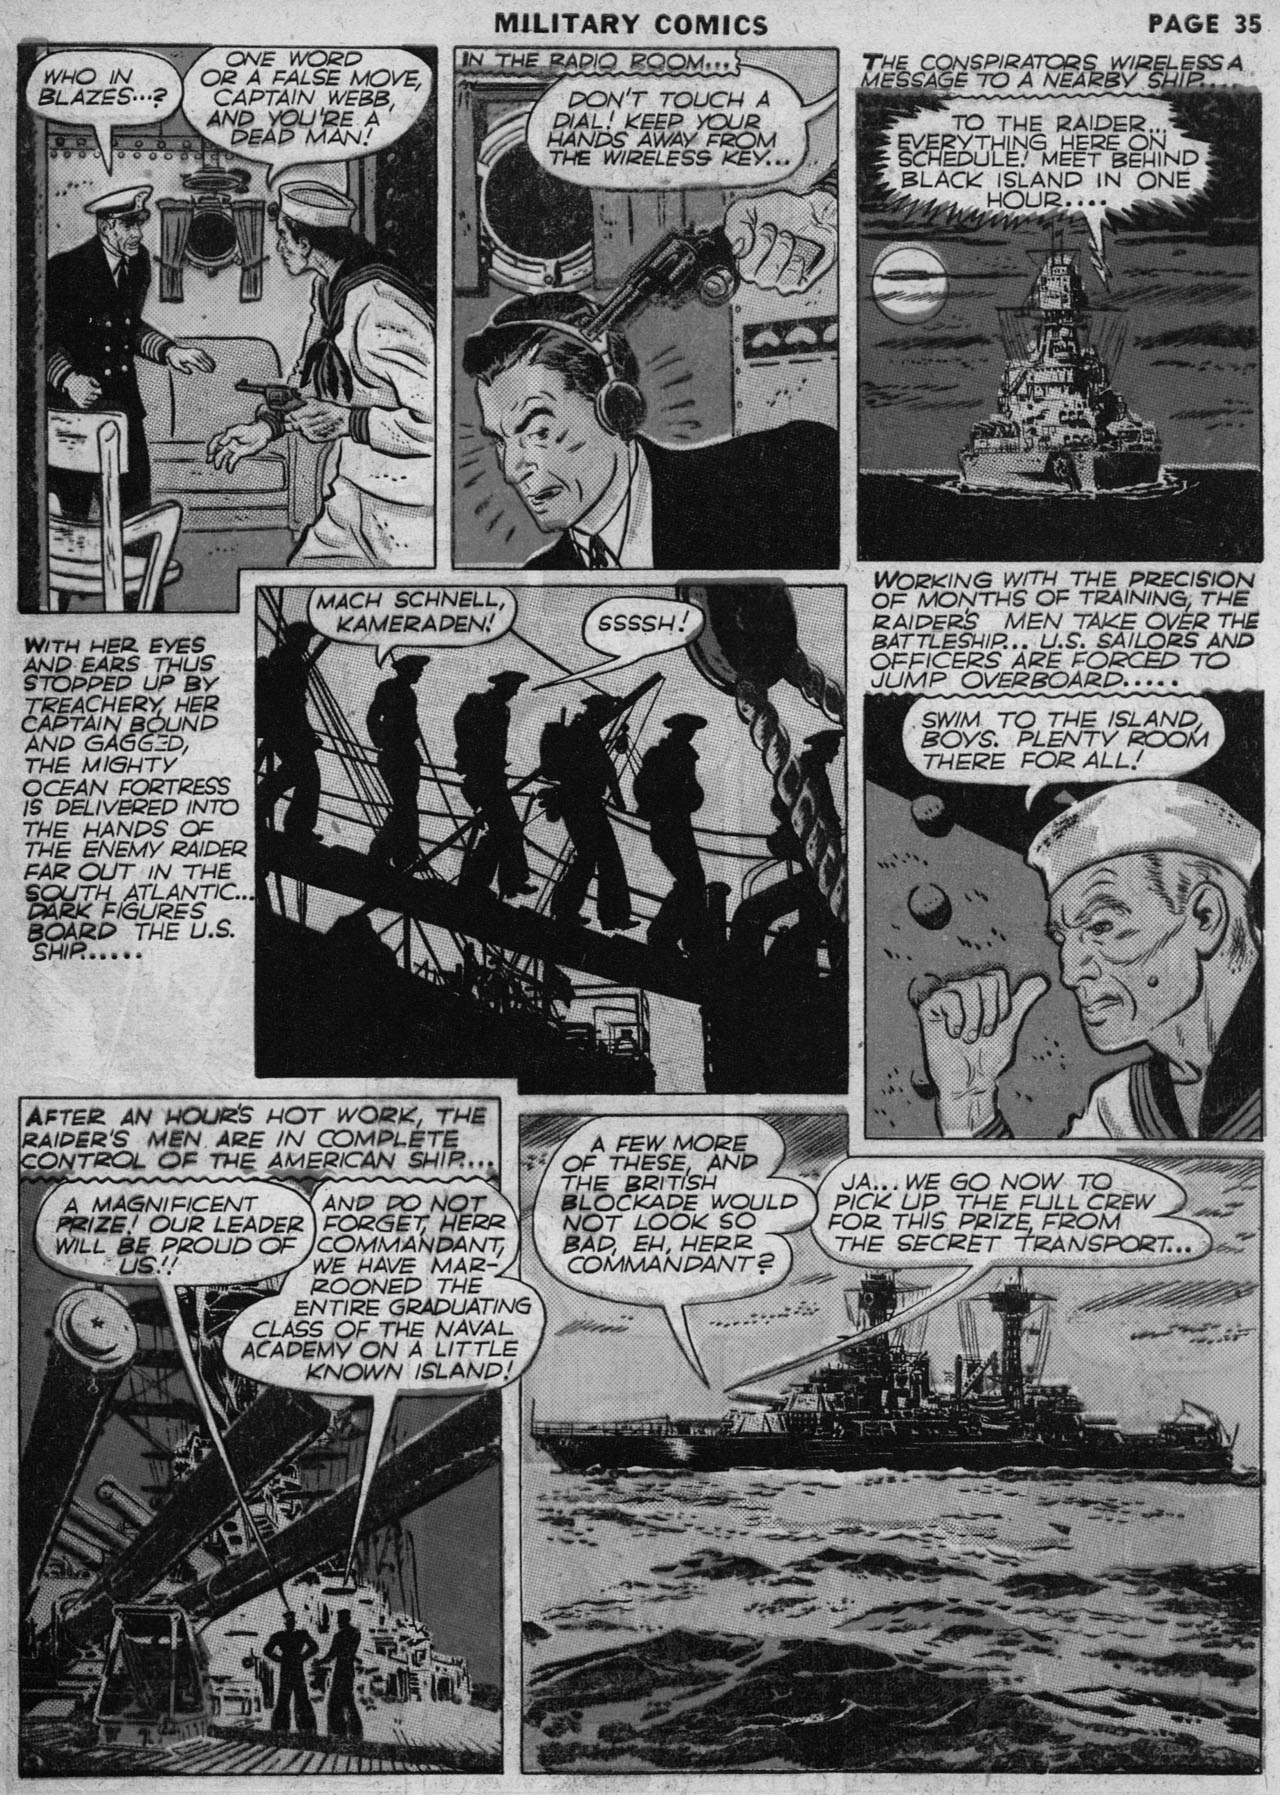 MILITARY COMICS
PAGE 35
WHO IN
BLAZES...?
ONE WORD
OR A FALSE MOVE,
CAPTAIN WEBB,
AND YOU'RE A
DEAD MAN!
IN THE RADIO ROOM...
DON'T TOUCH A
DIAL! KEEP YOUR
HANDS AWAY FROM
THE WIRELESS KEY...
THE CONSPIRATORS WIRELESS A
MESSAGE TO A NEARBY SHIP....
TO THE RAIDER...
EVERYTHING HERE ON
SCHEDULE! MEET BEHIND
BLACK ISLAND IN ONE
HOUR....
WITH HER EYES
AND EARS THUS
STOPPED UP BY
TREACHERY, HER
CAPTAIN BOUND
AND GAGGED,
THE MIGHTY
OCEAN FORTRESS
IS DELIVERED INTO
THE HANDS OF
THE ENEMY RAIDER
FAR OUT IN THE
SOUTH ATLANTIC...
DARK FIGURES
BOARD THE U.S.
SHIP......
MACH SCHNELL,
KAMERADEN!
SSSSH!
WORKING WITH THE PRECISION
OF MONTHS OF TRAINING, THE
RAIDER'S MEN TAKE OVER THE
BATTLESHIP... U.S. SAILORS AND
OFFICERS ARE FORCED TO
JUMP OVERBOARD.....
SWIM TO THE ISLAND,
BOYS. PLENTY ROOM
THERE FOR ALL!
AFTER AN HOUR'S HOT WORK, THE
RAIDER'S MEN ARE IN COMPLETE
CONTROL OF THE AMERICAN SHIP....
A MAGNIFICENT
PRIZE! OUR LEADER
WILL BE PROUD OF
US!!
AND DO NOT
FORGET, HERR
COMMANDANT,
WE HAVE MAR-
ROONED THE
ENTIRE GRADUATING
CLASS OF THE NAVAL
ACADEMY ON A LITTLE
KNOWN ISLAND!
A FEW MORE
OF THESE, AND
THE BRITISH
BLOCKADE WOULD
NOT LOOK SO
BAD, EH, HERR
COMMANDANT?
JA... WE GO NOW TO
PICK UP THE FULL CREW
FOR THIS PRIZE, FROM
THE SECRET TRANSPORT...